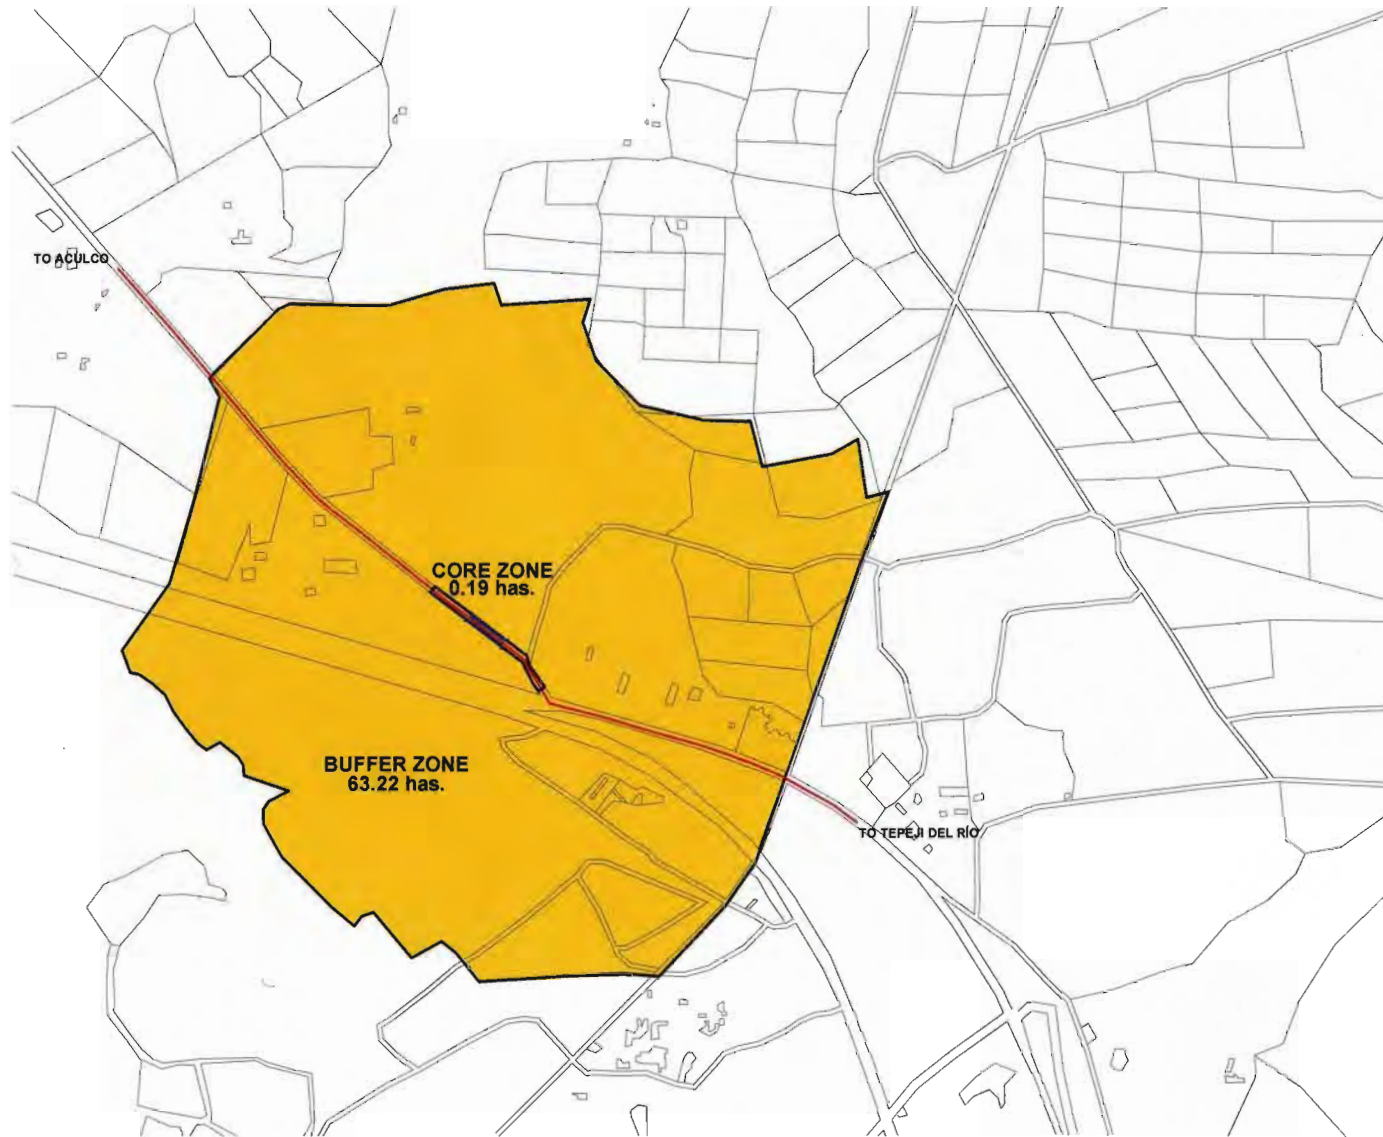 TO ACULCO
CORE ZONE
0.19 has.
BUFFER ZONE
63.22 has.
TO TEPEJI DEL RÍO